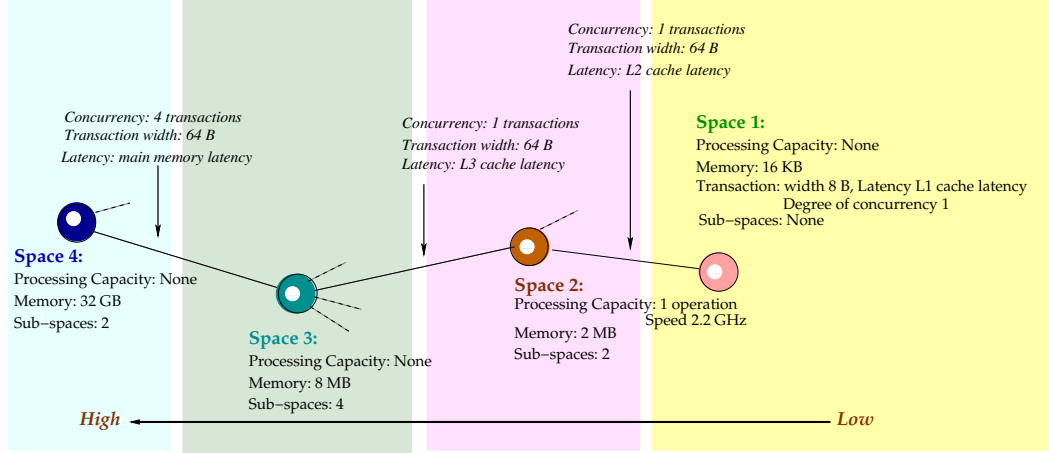 Concurrency: 1 transactions
Transaction width: 64 B
Latency: L2 cache latency
Concurrency: 4 transactions
Transaction width: 64 B
Latency: main memory latency
Concurrency: 1 transactions
Transaction width: 64 B
Latency: L3 cache latency
Space 1:
Processing Capacity: None
Memory: 16 KB
Transaction: width 8 B, Latency L1 cache latency
Degree of concurrency 1
Sub−spaces: None
Space 4:
Processing Capacity: None
Memory: 32 GB
Sub−spaces: 2
Space 3:
Processing Capacity: None
Memory: 8 MB
Sub−spaces: 4
Space 2:
Processing Capacity: 1 operation
Speed 2.2 GHz
Memory: 2 MB
Sub−spaces: 2
High
Low